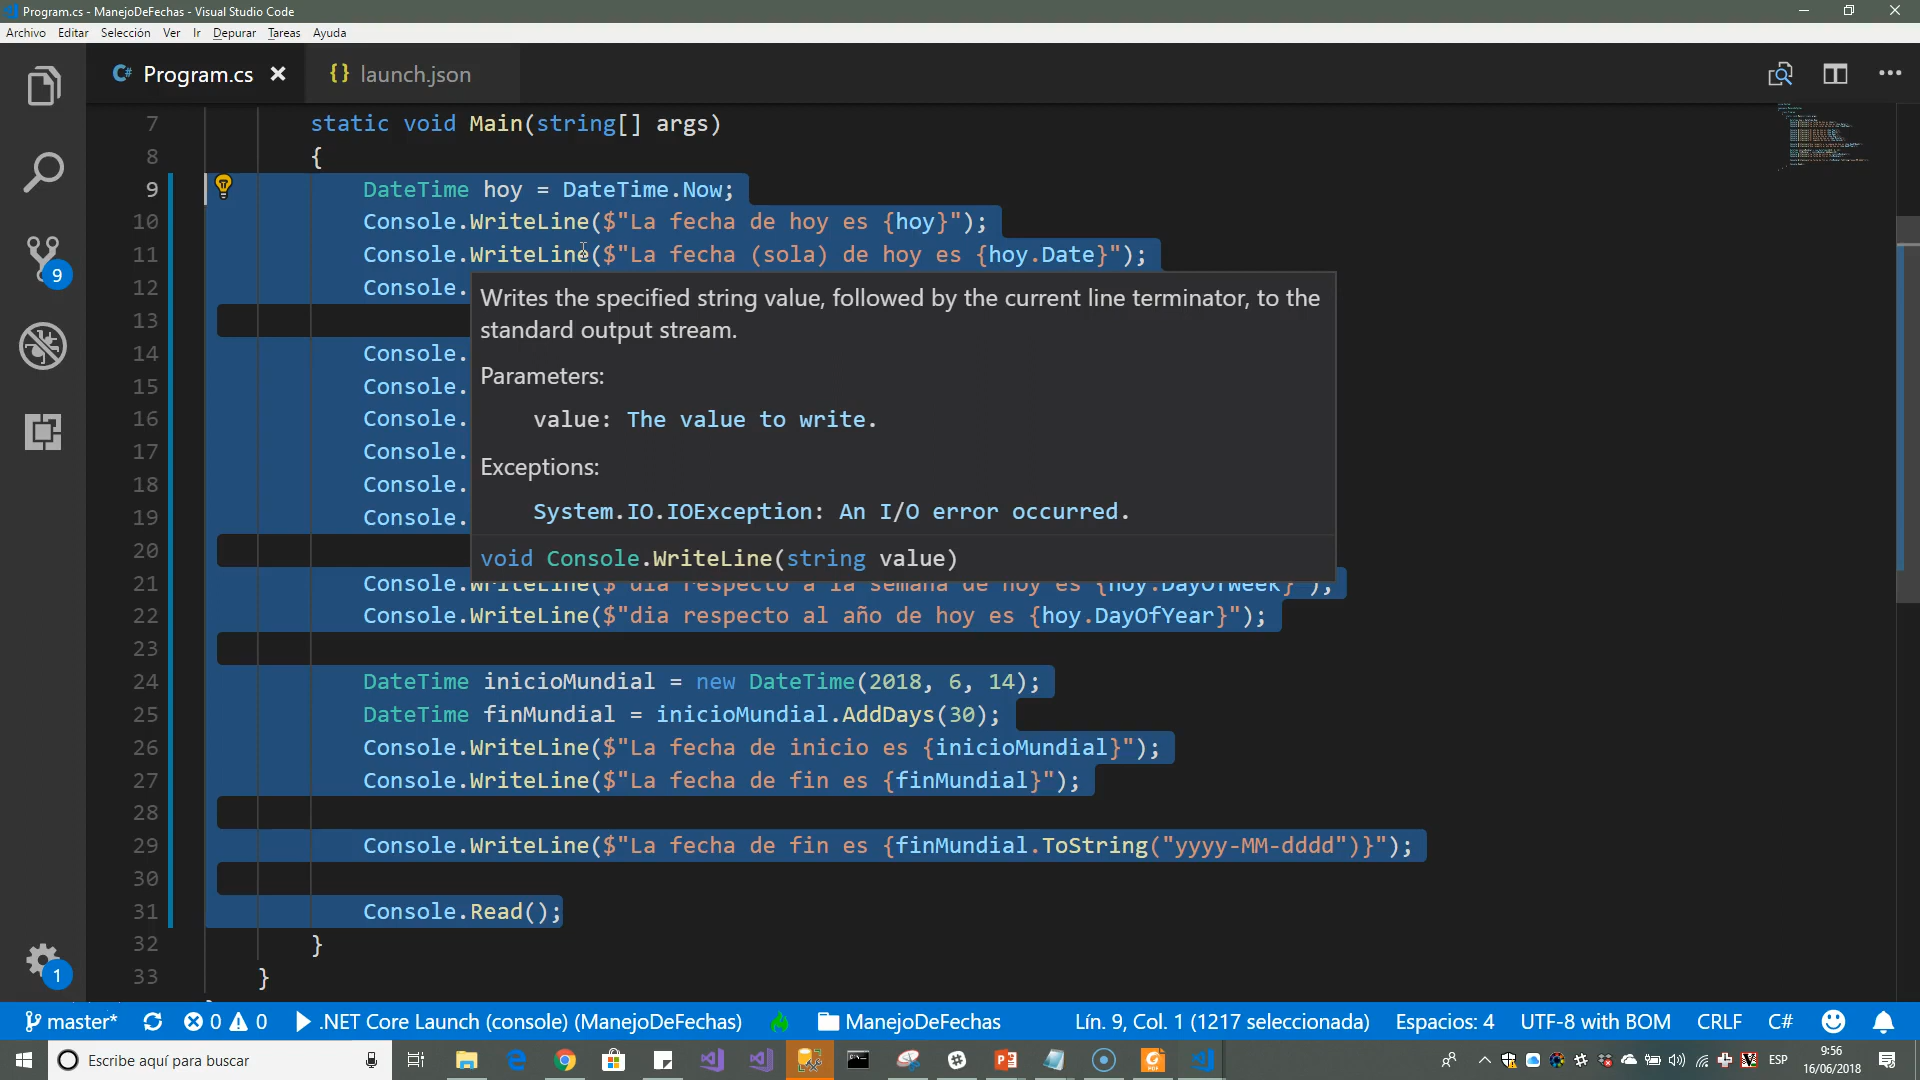 Program.cs - ManejoDeFechas - Visual Studio Code
Archivo Editar Selección Ver Ir Depurar Tareas Ayuda
C# Program.cs {} launch.json
7 static void Main(string[] args)
8 {
9 DateTime hoy = DateTime.Now;
10 Console.WriteLine($"La fecha de hoy es {hoy}");
11 Console.WriteLine($"La fecha (sola) de hoy es {hoy.Date}");
12 Console.
Writes the specified string value, followed by the current line terminator, to the
13
standard output stream.
14 Console.
Parameters:
15 Console.
16 Console.
value: The value to write.
17 Console.
Exceptions:
18 Console.
19 Console.
System.IO.IOException: An I/O error occurred.
20
void Console.WriteLine(string value)
21 Console.WriteLine($"dia respecto a la semana de hoy es {hoy.DayOfWeek}");
22 Console.WriteLine($"dia respecto al año de hoy es {hoy.DayOfYear}");
23
24 DateTime inicioMundial = new DateTime(2018, 6, 14);
25 DateTime finMundial = inicioMundial.AddDays(30);
26 Console.WriteLine($"La fecha de inicio es {inicioMundial}");
27 Console.WriteLine($"La fecha de fin es {finMundial}");
28
29 Console.WriteLine($"La fecha de fin es {finMundial.ToString("yyyy-MM-dddd")}");
30
31 Console.Read();
32 }
33 }
9
1
master* 0 0 .NET Core Launch (console) (ManejoDeFechas) ManejoDeFechas Lín. 9, Col. 1 (1217 seleccionada) Espacios: 4 UTF-8 with BOM CRLF C#
Escribe aquí para buscar ESP 9:56
16/06/2018